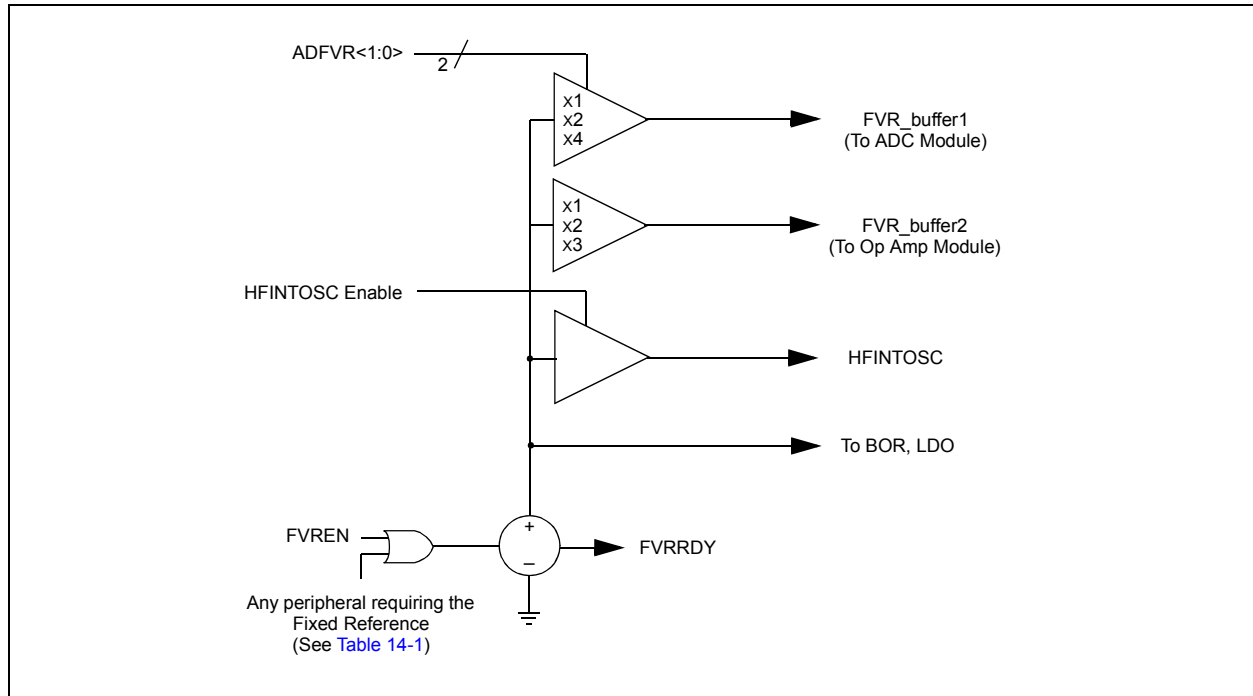 ADFVR<1:0>
2
x1
x2
x4
FVR_buffer1
(To ADC Module)
x1
x2
x3
FVR_buffer2
(To Op Amp Module)
HFINTOSC Enable
HFINTOSC
To BOR, LDO
FVREN
+
–
FVRRDY
Any peripheral requiring the
Fixed Reference
(See Table 14-1)